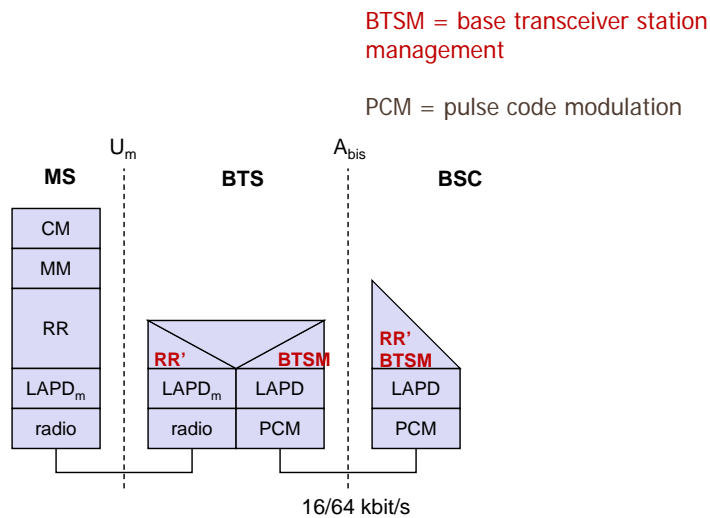 BTSM = base transceiver station
management
PCM = pulse code modulation
Um
Abis
MS
BTS
BSC
CM
MM
RR
RR’
BTSM
RR’
BTSM
LAPDm
LAPDm
LAPD
LAPD
radio
radio
PCM
PCM
16/64 kbit/s